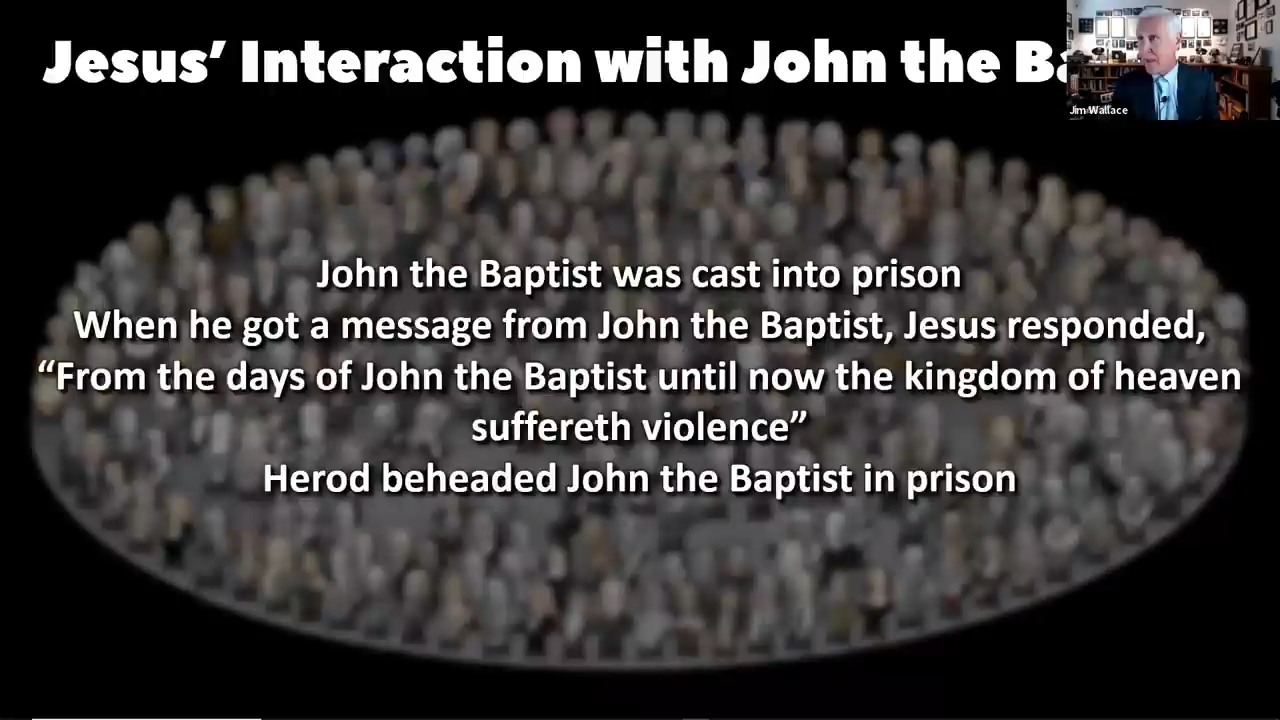 Jesus’ Interaction with John the Ba
Jim Wallace
John the Baptist was cast into prison
When he got a message from John the Baptist, Jesus responded,
“From the days of John the Baptist until now the kingdom of heaven
suffereth violence”
Herod beheaded John the Baptist in prison